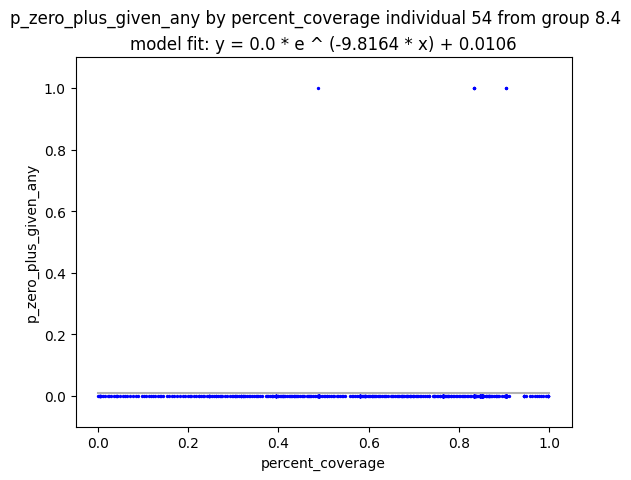 p_zero_plus_given_any by percent_coverage individual 54 from group 8.4
model fit: y = 0.0 * e ^ (-9.8164 * x) + 0.0106
p_zero_plus_given_any
1.0
0.8
0.6
0.4
0.2
0.0
0.0 0.2 0.4 0.6 0.8 1.0
percent_coverage